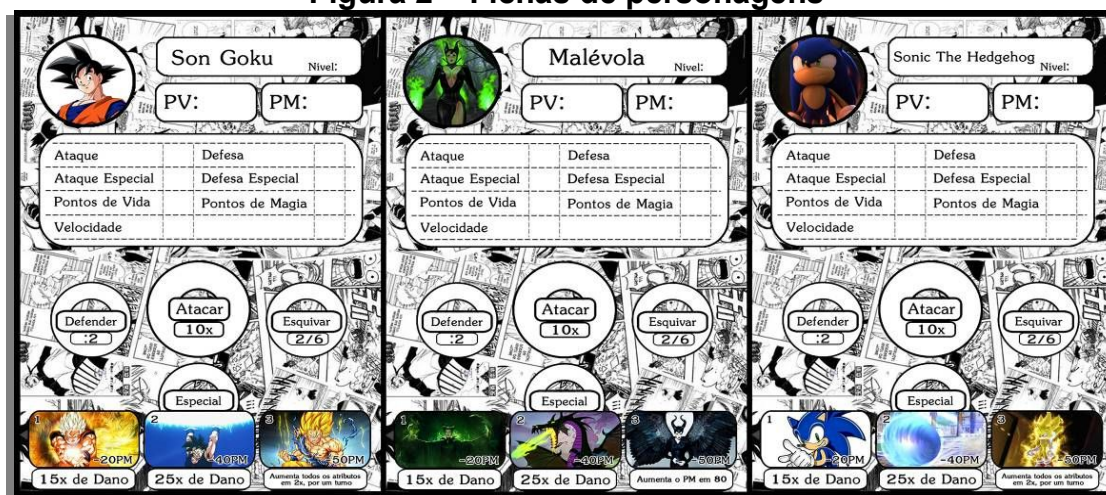 Figura 2 – Fichas de personagens
Son Goku Nivel:
PV: PM:
Ataque Defesa
Ataque Especial Defesa Especial
Pontos de Vida Pontos de Magia
Velocidade
Atacar
10x
Defender
:2
Esquivar
2/6
Especial
1
-20PM
15x de Dano
2
-40PM
25x de Dano
3
-50PM
Aumenta todos os atributos
em 2x, por um turno
Malévola Nivel:
PV: PM:
Ataque Defesa
Ataque Especial Defesa Especial
Pontos de Vida Pontos de Magia
Velocidade
Atacar
10x
Defender
:2
Esquivar
2/6
Especial
1
-20PM
15x de Dano
2
-40PM
25x de Dano
3
-50PM
Aumenta o PM em 80
Sonic The Hedgehog Nivel:
PV: PM:
Ataque Defesa
Ataque Especial Defesa Especial
Pontos de Vida Pontos de Magia
Velocidade
Atacar
10x
Defender
:2
Esquivar
2/6
Especial
1
-20PM
15x de Dano
2
-40PM
25x de Dano
3
-50PM
Aumenta todos os atributos
em 2x, por um turno